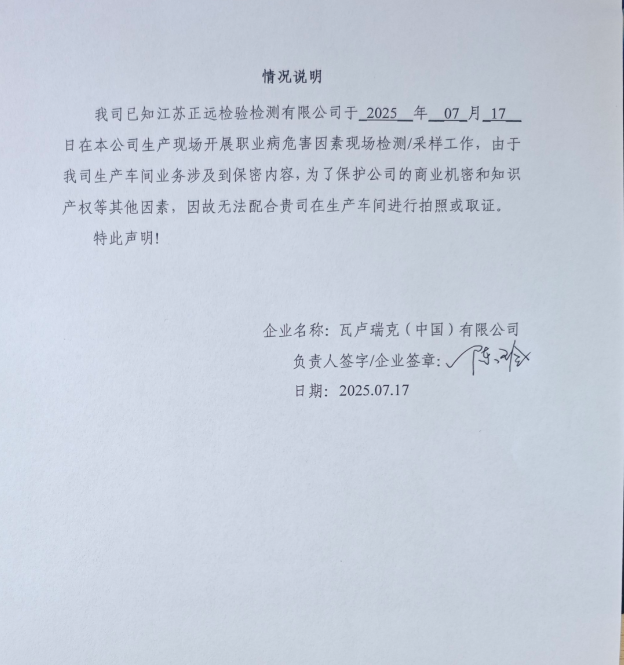 情况说明
我司已知江苏正远检验检测有限公司于 2025 年 07 月 17
日在本公司生产现场开展职业病危害因素现场检测/采样工作，由于
我司生产车间业务涉及到保密内容，为了保护公司的商业机密和知识
产权等其他因素，因故无法配合贵司在生产车间进行拍照或取证。
特此声明!
企业名称：瓦卢瑞克（中国）有限公司
负责人签字/企业签章：
日期：2025.07.17